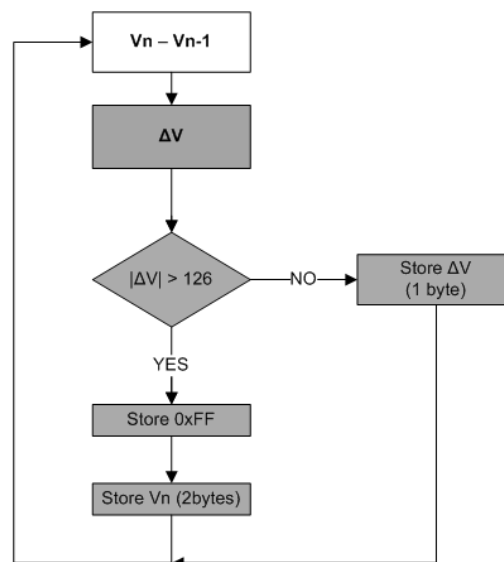 Vn – Vn-1
ΔV
|ΔV| > 126
NO
Store ΔV
(1 byte)
YES
Store 0xFF
Store Vn (2bytes)